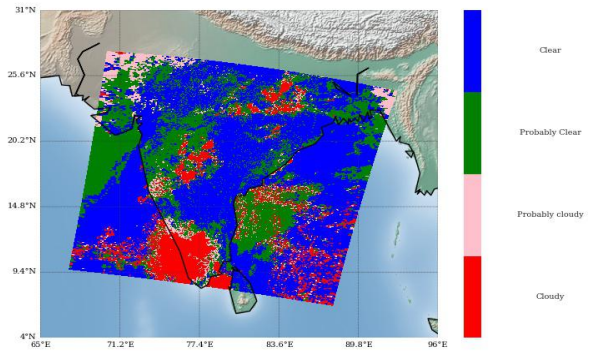 31°N
25.6°N
20.2°N
14.8°N
9.4°N
4°N
65°E 71.2°E 77.4°E 83.6°E 89.8°E 96°E
Clear
Probably Clear
Probably cloudy
Cloudy